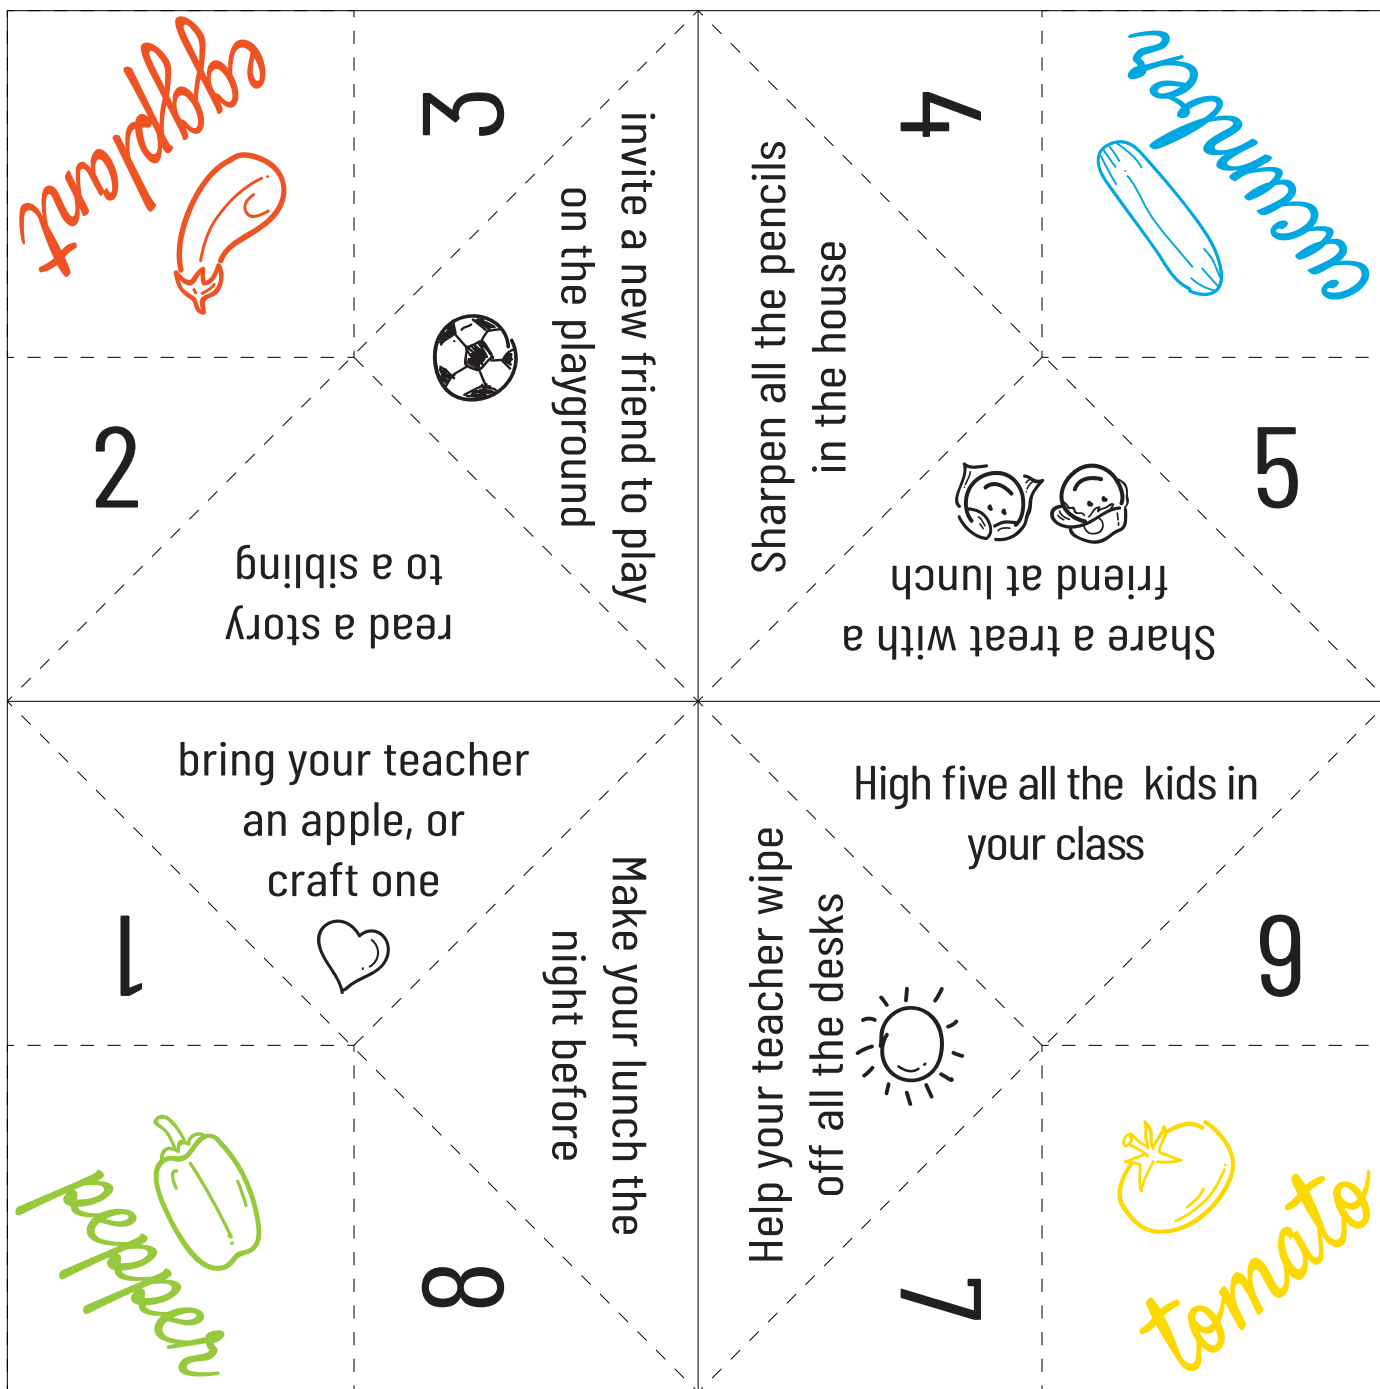 eggplant
3
invite a new friend to play
on the playground
4
Sharpen all the pencils
in the house
cucumber
2
read a story
to a sibling
5
Share a treat with a
friend at lunch
bring your teacher
an apple, or
craft one
1
High five all the kids in
your class
6
Make your lunch the
night before
8
Help your teacher wipe
off all the desks
7
pepper
tomato